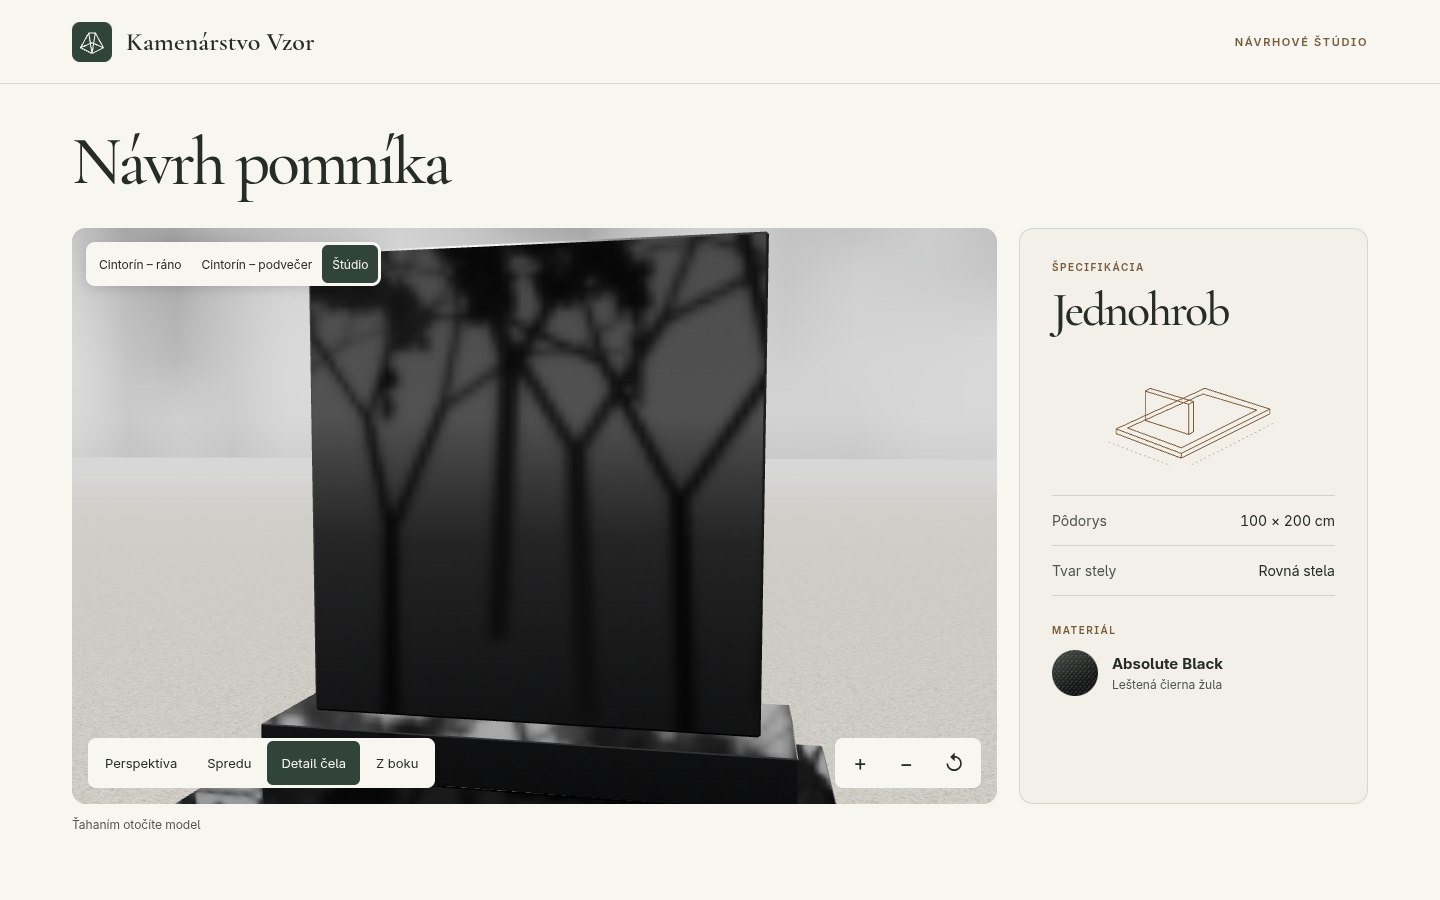 Kamenárstvo Vzor
NÁVRHOVÉ ŠTÚDIO
Návrh pomníka
Cintorín – ráno
Cintorín – podvečer
Štúdio
Perspektíva
Spredu
Detail čela
Z boku
+
−
Ťahaním otočíte model
ŠPECIFIKÁCIA
Jednohrob
Pôdorys 100 × 200 cm
Tvar stely Rovná stela
MATERIÁL
Absolute Black
Leštená čierna žula